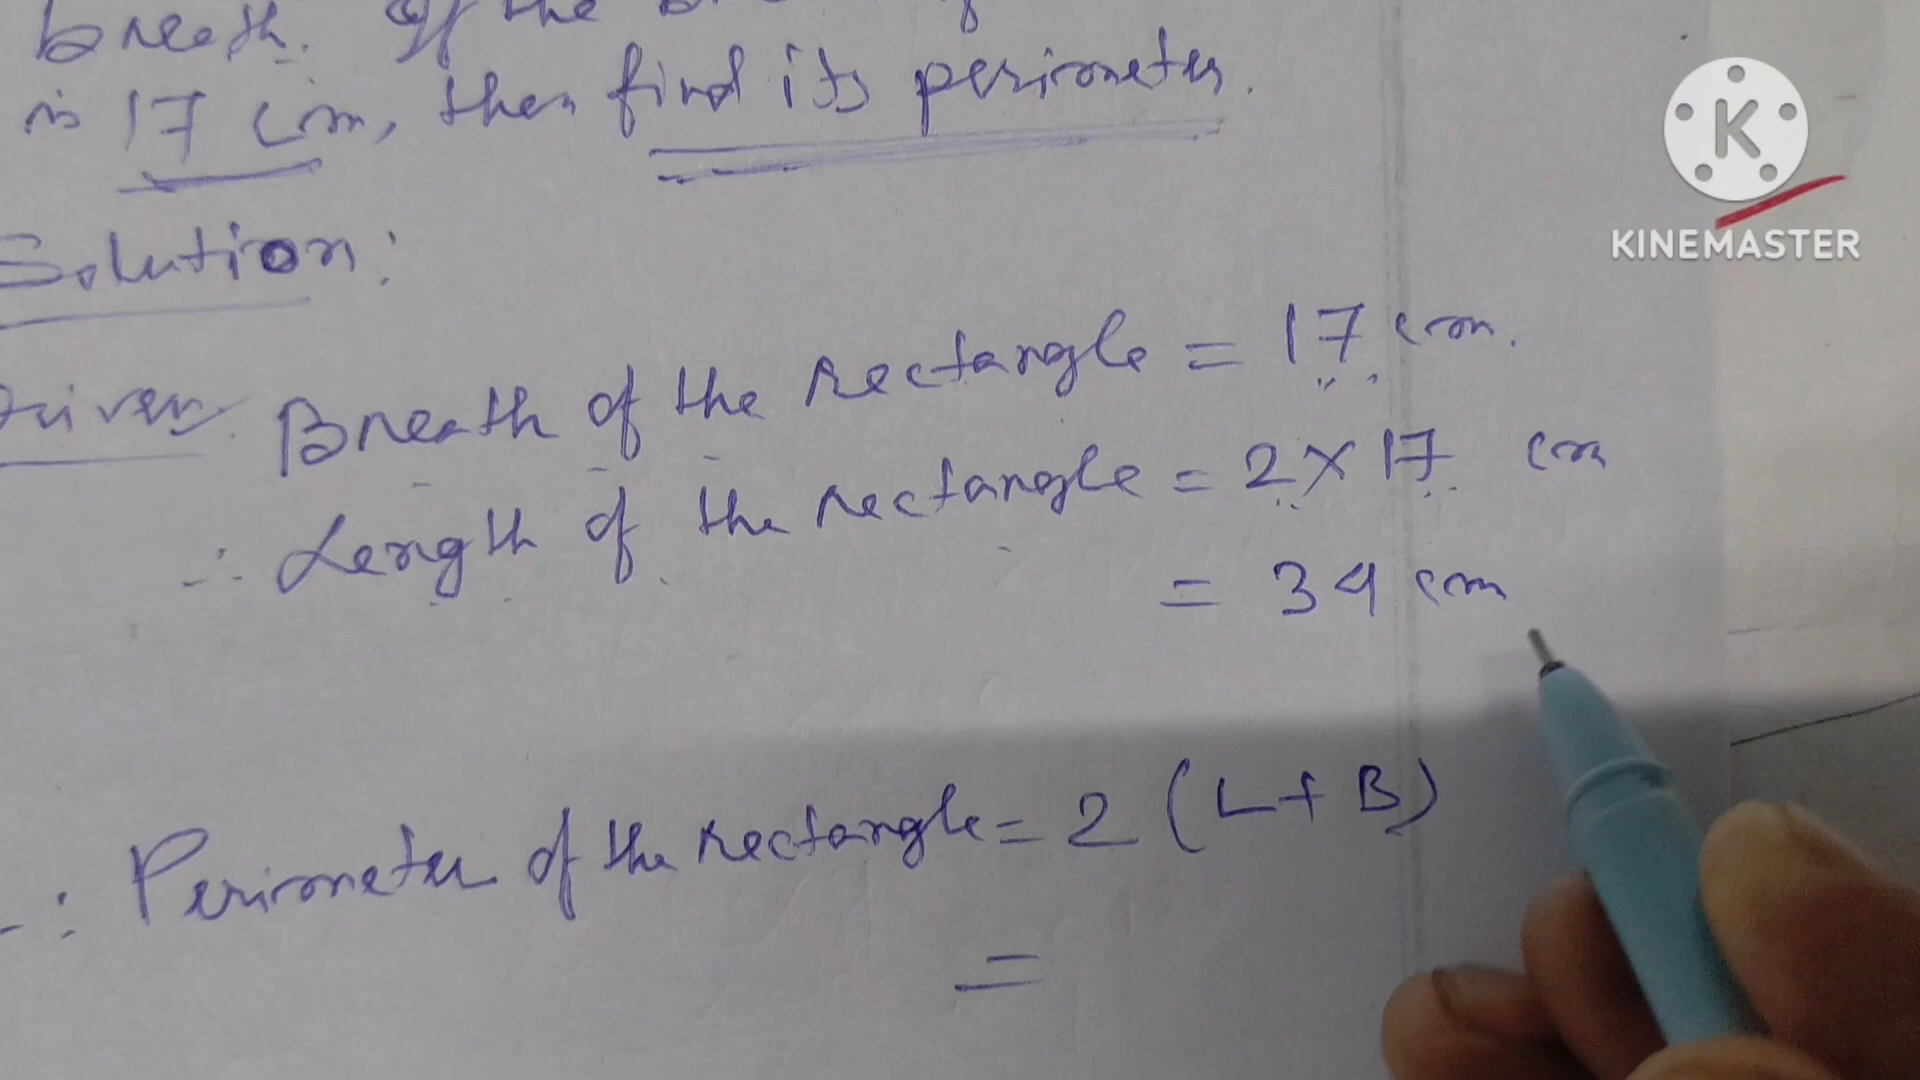 breath. If the
is 17 cm, then find its perimeter.
Solution:
Given. Breath of the rectangle = 17 cm.
∴ Length of the rectangle = 2 × 17 cm
= 34 cm
∴ Perimeter of the rectangle = 2 (L + B)
=
K
KINEMASTER